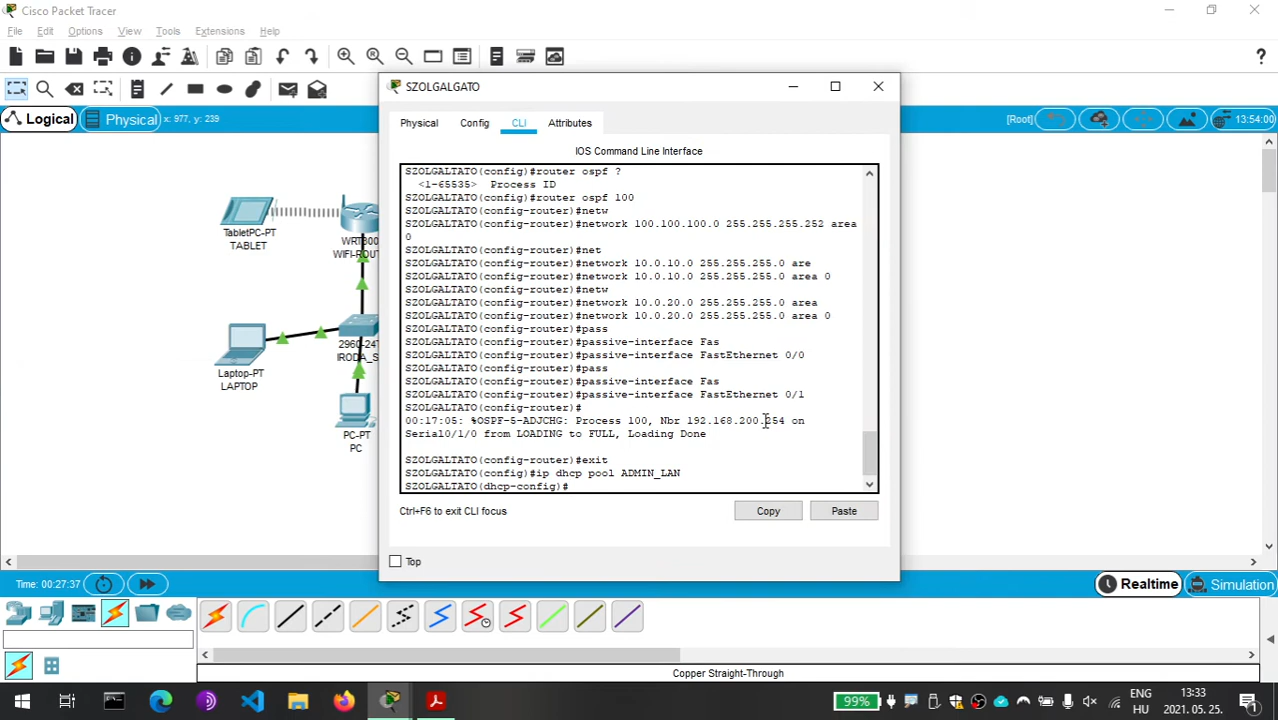 Cisco Packet Tracer
File Edit Options View Tools Extensions Help
Logical Physical x: 977, y: 239 [Root] 13:54:00
SZOLGALGATO
Physical Config CLI Attributes
IOS Command Line Interface
SZOLGALTATO(config)#router ospf ?
<1-65535> Process ID
SZOLGALTATO(config)#router ospf 100
SZOLGALTATO(config-router)#netw
SZOLGALTATO(config-router)#network 100.100.100.0 255.255.255.252 area
0
SZOLGALTATO(config-router)#net
SZOLGALTATO(config-router)#network 10.0.10.0 255.255.255.0 are
SZOLGALTATO(config-router)#network 10.0.10.0 255.255.255.0 area 0
SZOLGALTATO(config-router)#netw
SZOLGALTATO(config-router)#network 10.0.20.0 255.255.255.0 area
SZOLGALTATO(config-router)#network 10.0.20.0 255.255.255.0 area 0
SZOLGALTATO(config-router)#pass
SZOLGALTATO(config-router)#passive-interface Fas
SZOLGALTATO(config-router)#passive-interface FastEthernet 0/0
SZOLGALTATO(config-router)#pass
SZOLGALTATO(config-router)#passive-interface Fas
SZOLGALTATO(config-router)#passive-interface FastEthernet 0/1
SZOLGALTATO(config-router)#
00:17:05: %OSPF-5-ADJCHG: Process 100, Nbr 192.168.200.254 on
Serial0/1/0 from LOADING to FULL, Loading Done
SZOLGALTATO(config-router)#exit
SZOLGALTATO(config)#ip dhcp pool ADMIN_LAN
SZOLGALTATO(dhcp-config)#
Ctrl+F6 to exit CLI focus Copy Paste
Top
TabletPC-PT
TABLET
WRT300
WIFI-ROUT
Laptop-PT
LAPTOP
2960-24T
IRODA_S
PC-PT
PC
Time: 00:27:37 Realtime Simulation
Copper Straight-Through
99% ENG 13:33
HU 2021. 05. 25.
1